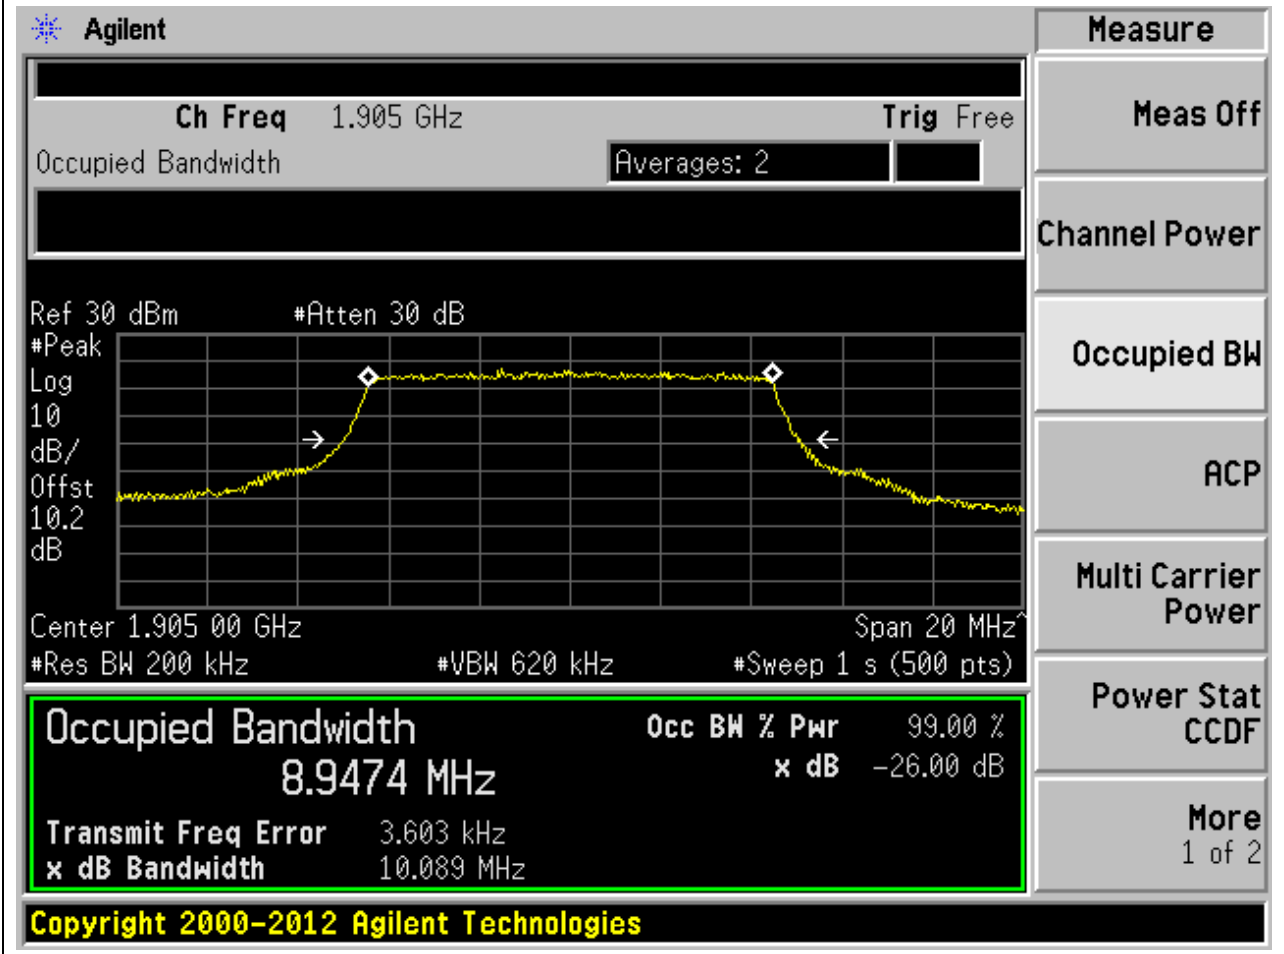 Agilent
Measure
Ch Freq 1.905 GHz Trig Free
Meas Off
Occupied Bandwidth
Averages: 2
Channel Power
Ref 30 dBm #Atten 30 dB
#Peak
Log
10
dB/
Offst
10.2
dB
Occupied BW
ACP
Center 1.905 00 GHz Span 20 MHz^
#Res BW 200 kHz #VBW 620 kHz #Sweep 1 s (500 pts)
Multi Carrier
Power
Occupied Bandwidth
8.9474 MHz
Occ BW % Pwr 99.00 %
x dB -26.00 dB
Transmit Freq Error 3.603 kHz
x dB Bandwidth 10.089 MHz
Power Stat
CCDF
More
1 of 2
Copyright 2000-2012 Agilent Technologies